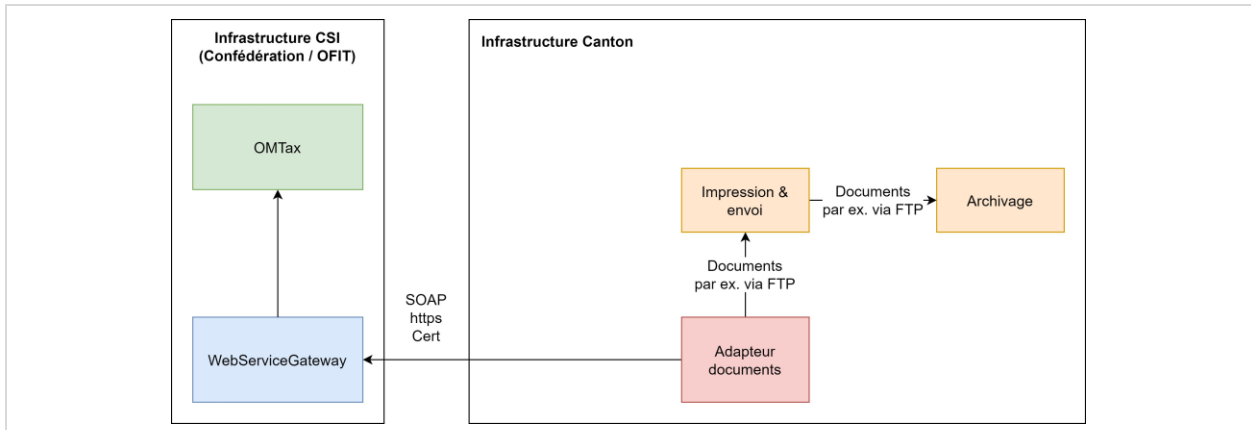 Infrastructure CSI
(Confédération / OFIT)
Infrastructure Canton
OMTax
Impression &
envoi
Documents
par ex. via FTP
Archivage
Documents
par ex. via FTP
SOAP
https
Cert
WebServiceGateway
Adapteur
documents